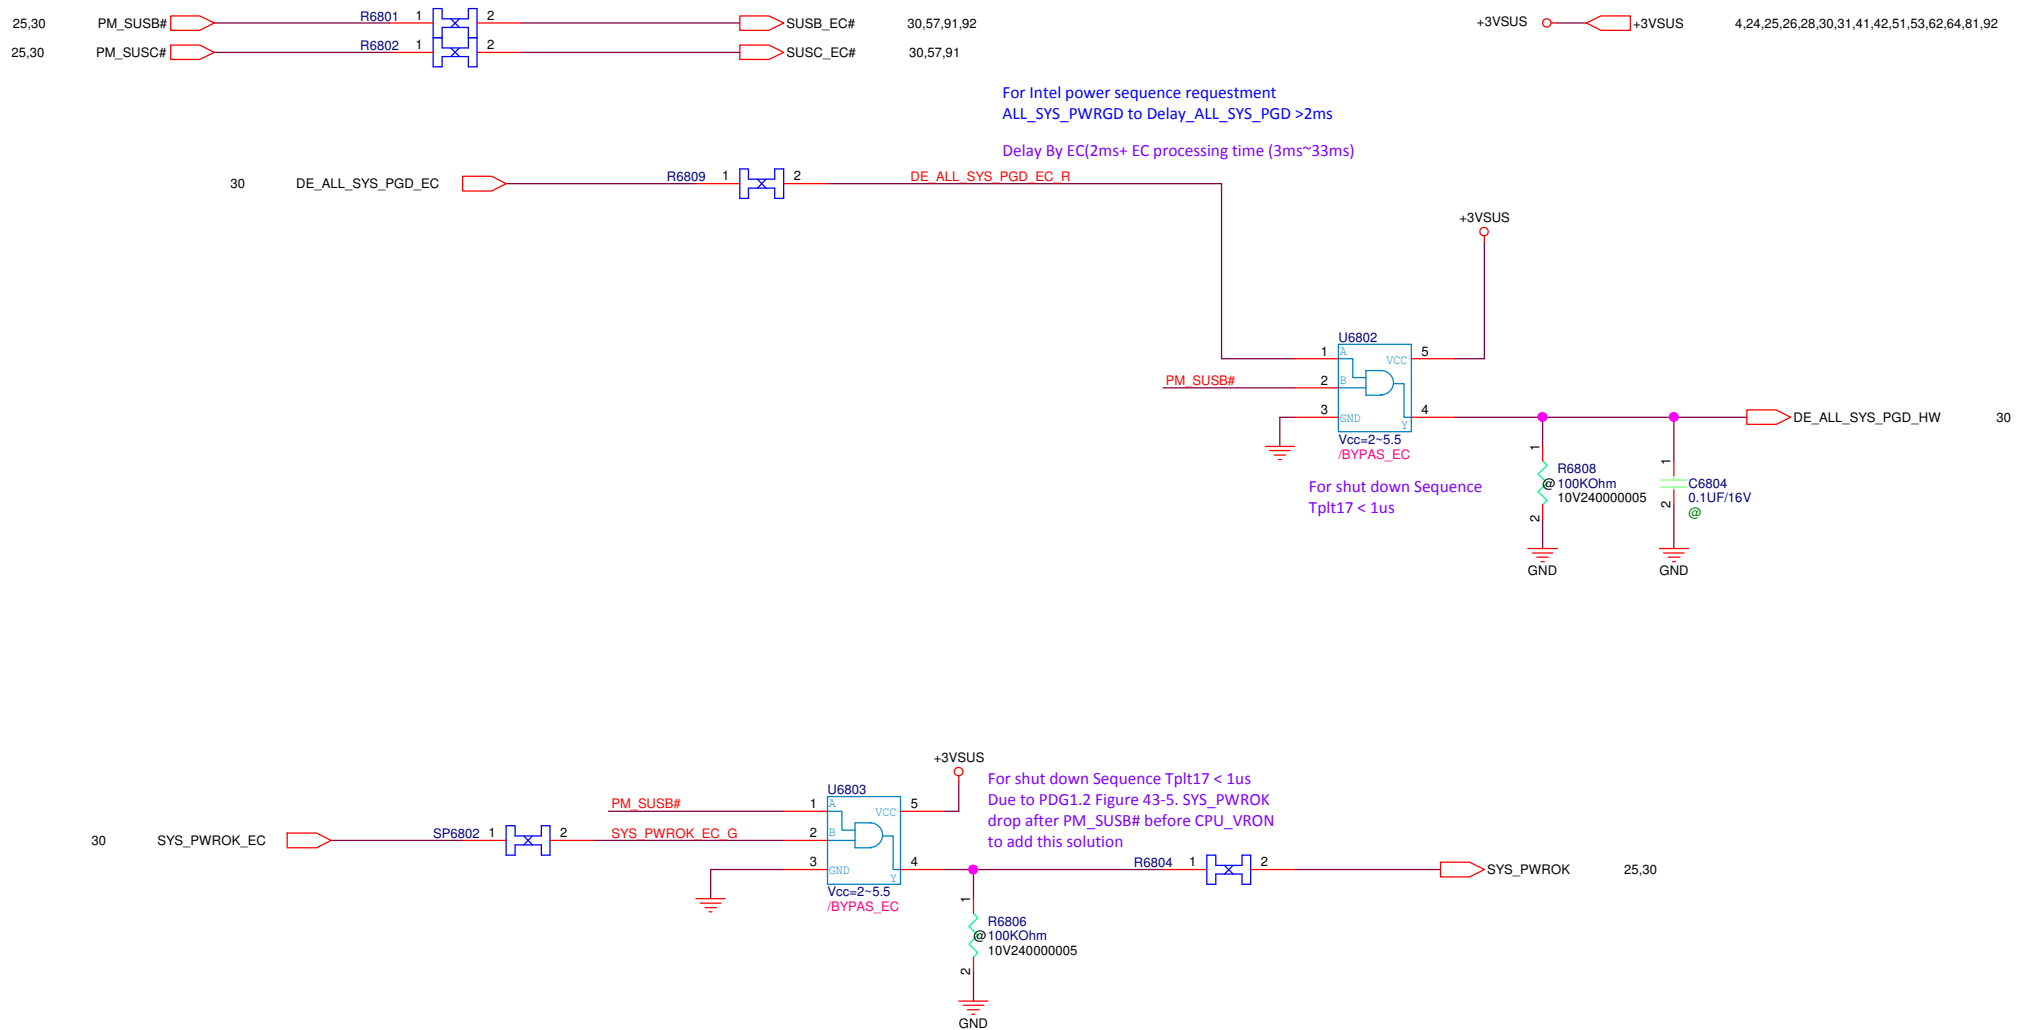 25,30 PM_SUSB# R6801 1 2 SUSB_EC# 30,57,91,92
+3VSUS +3VSUS 4,24,25,26,28,30,31,41,42,51,53,62,64,81,92
25,30 PM_SUSC# R6802 1 2 SUSC_EC# 30,57,91
For Intel power sequence requestment
ALL_SYS_PWRGD to Delay_ALL_SYS_PGD >2ms
Delay By EC(2ms+ EC processing time (3ms~33ms)
30 DE_ALL_SYS_PGD_EC R6809 1 2 DE_ALL_SYS_PGD_EC_R
+3VSUS
U6802
1 A VCC 5
PM_SUSB# 2 B
3 GND Y 4
DE_ALL_SYS_PGD_HW 30
Vcc=2~5.5
/BYPAS_EC
For shut down Sequence
Tplt17 < 1us
1 R6808
@ 100KOhm
10V240000005
2
GND
1 C6804
0.1UF/16V
2 @
GND
+3VSUS
For shut down Sequence Tplt17 < 1us
Due to PDG1.2 Figure 43-5. SYS_PWROK
drop after PM_SUSB# before CPU_VRON
to add this solution
U6803
PM_SUSB# 1 A VCC 5
30 SYS_PWROK_EC SP6802 1 2 SYS_PWROK_EC_G 2 B
3 GND Y 4
R6804 1 2 SYS_PWROK 25,30
Vcc=2~5.5
/BYPAS_EC
1 R6806
@ 100KOhm
10V240000005
2
GND